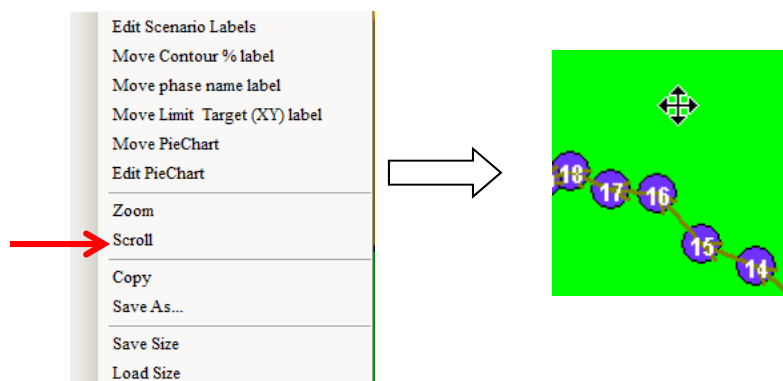 Edit Scenario Labels
Move Contour % label
Move phase name label
Move Limit  Target (XY) label
Move PieChart
Edit PieChart
Zoom
Scroll
Copy
Save As...
Save Size
Load Size
18
17
16
15
14